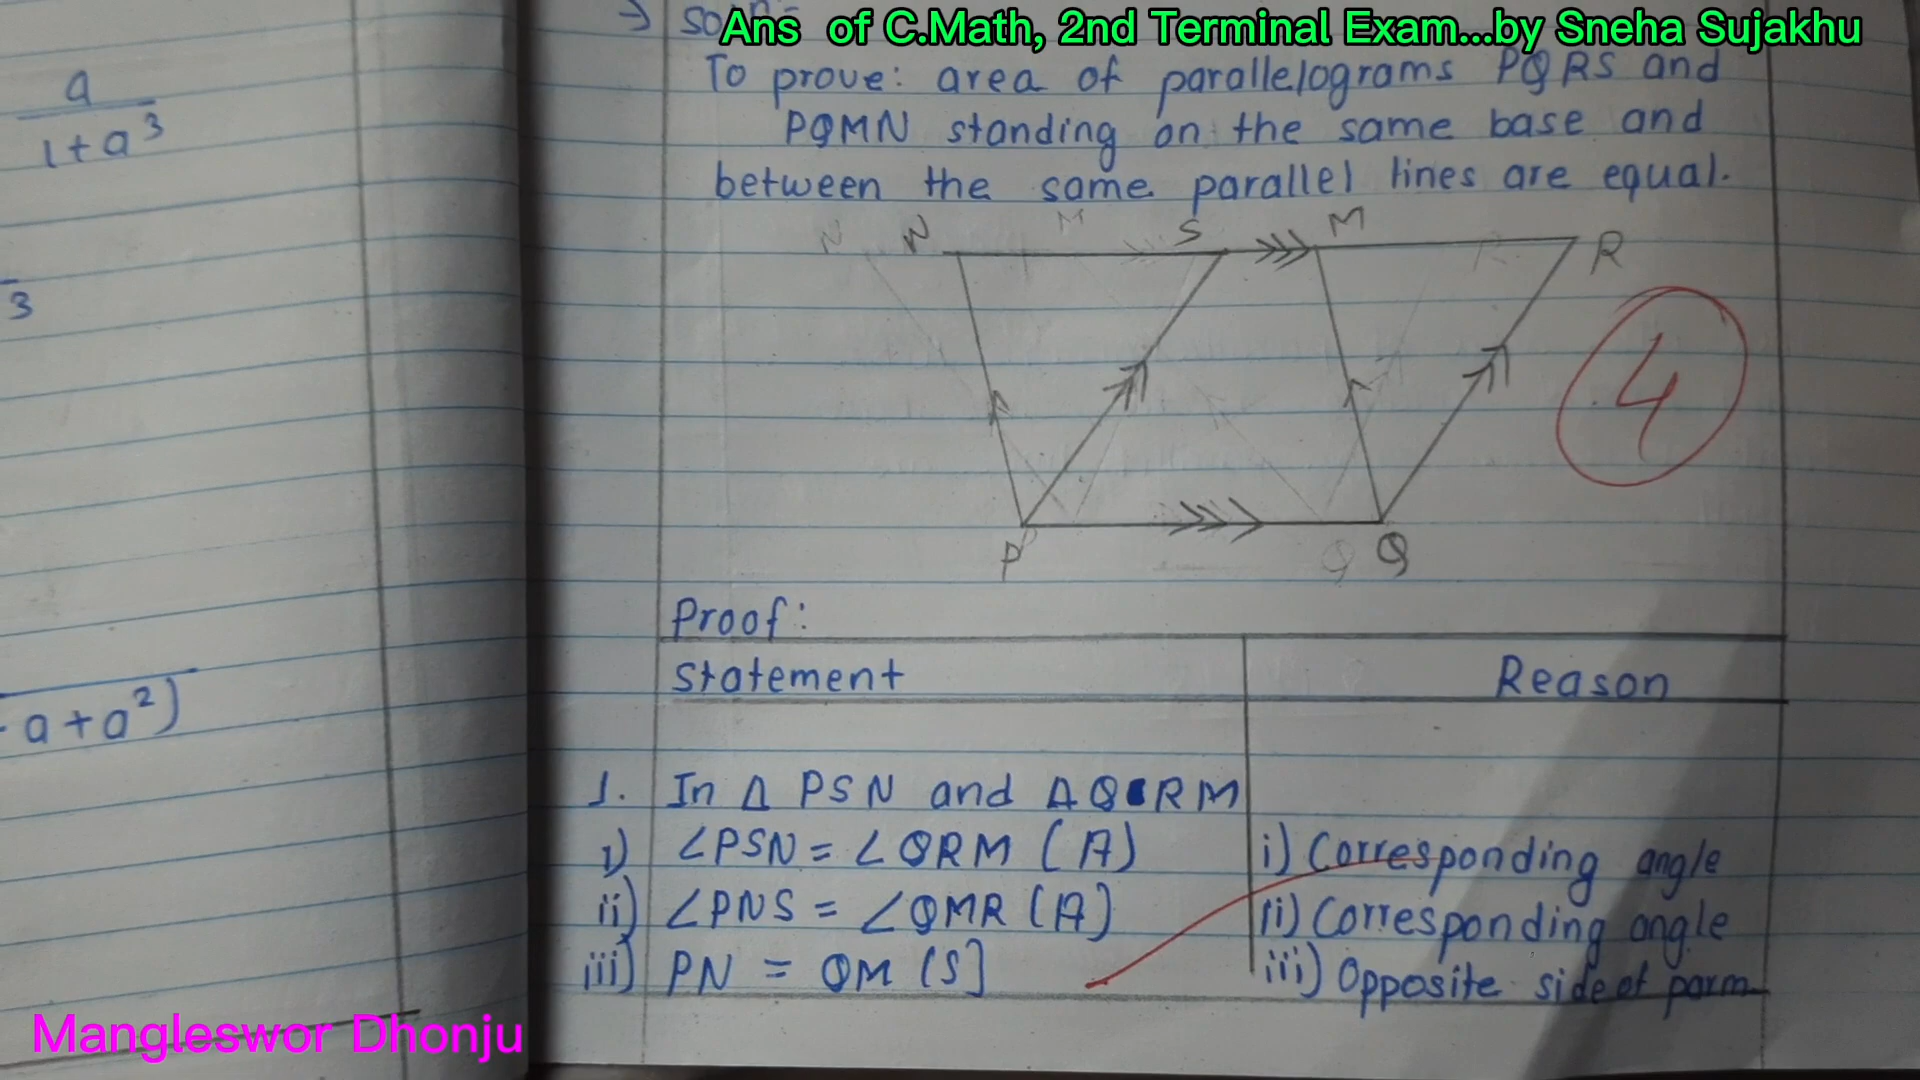 Ans of C.Math, 2nd Terminal Exam...by Sneha Sujakhu
To prove: area of parallelograms PQRS and
PQMN standing on the same base and
between the same parallel lines are equal.
N S M R
4
P Q
Proof:
Statement Reason
1. In Δ PSN and Δ QRM
i) ∠PSN = ∠QRM (A) i) Corresponding angle
ii) ∠PNS = ∠QMR (A) ii) Corresponding angle
iii) PN = QM (S) iii) Opposite side of parm
a
1+a³
3
a+a²)
Mangleswor Dhonju